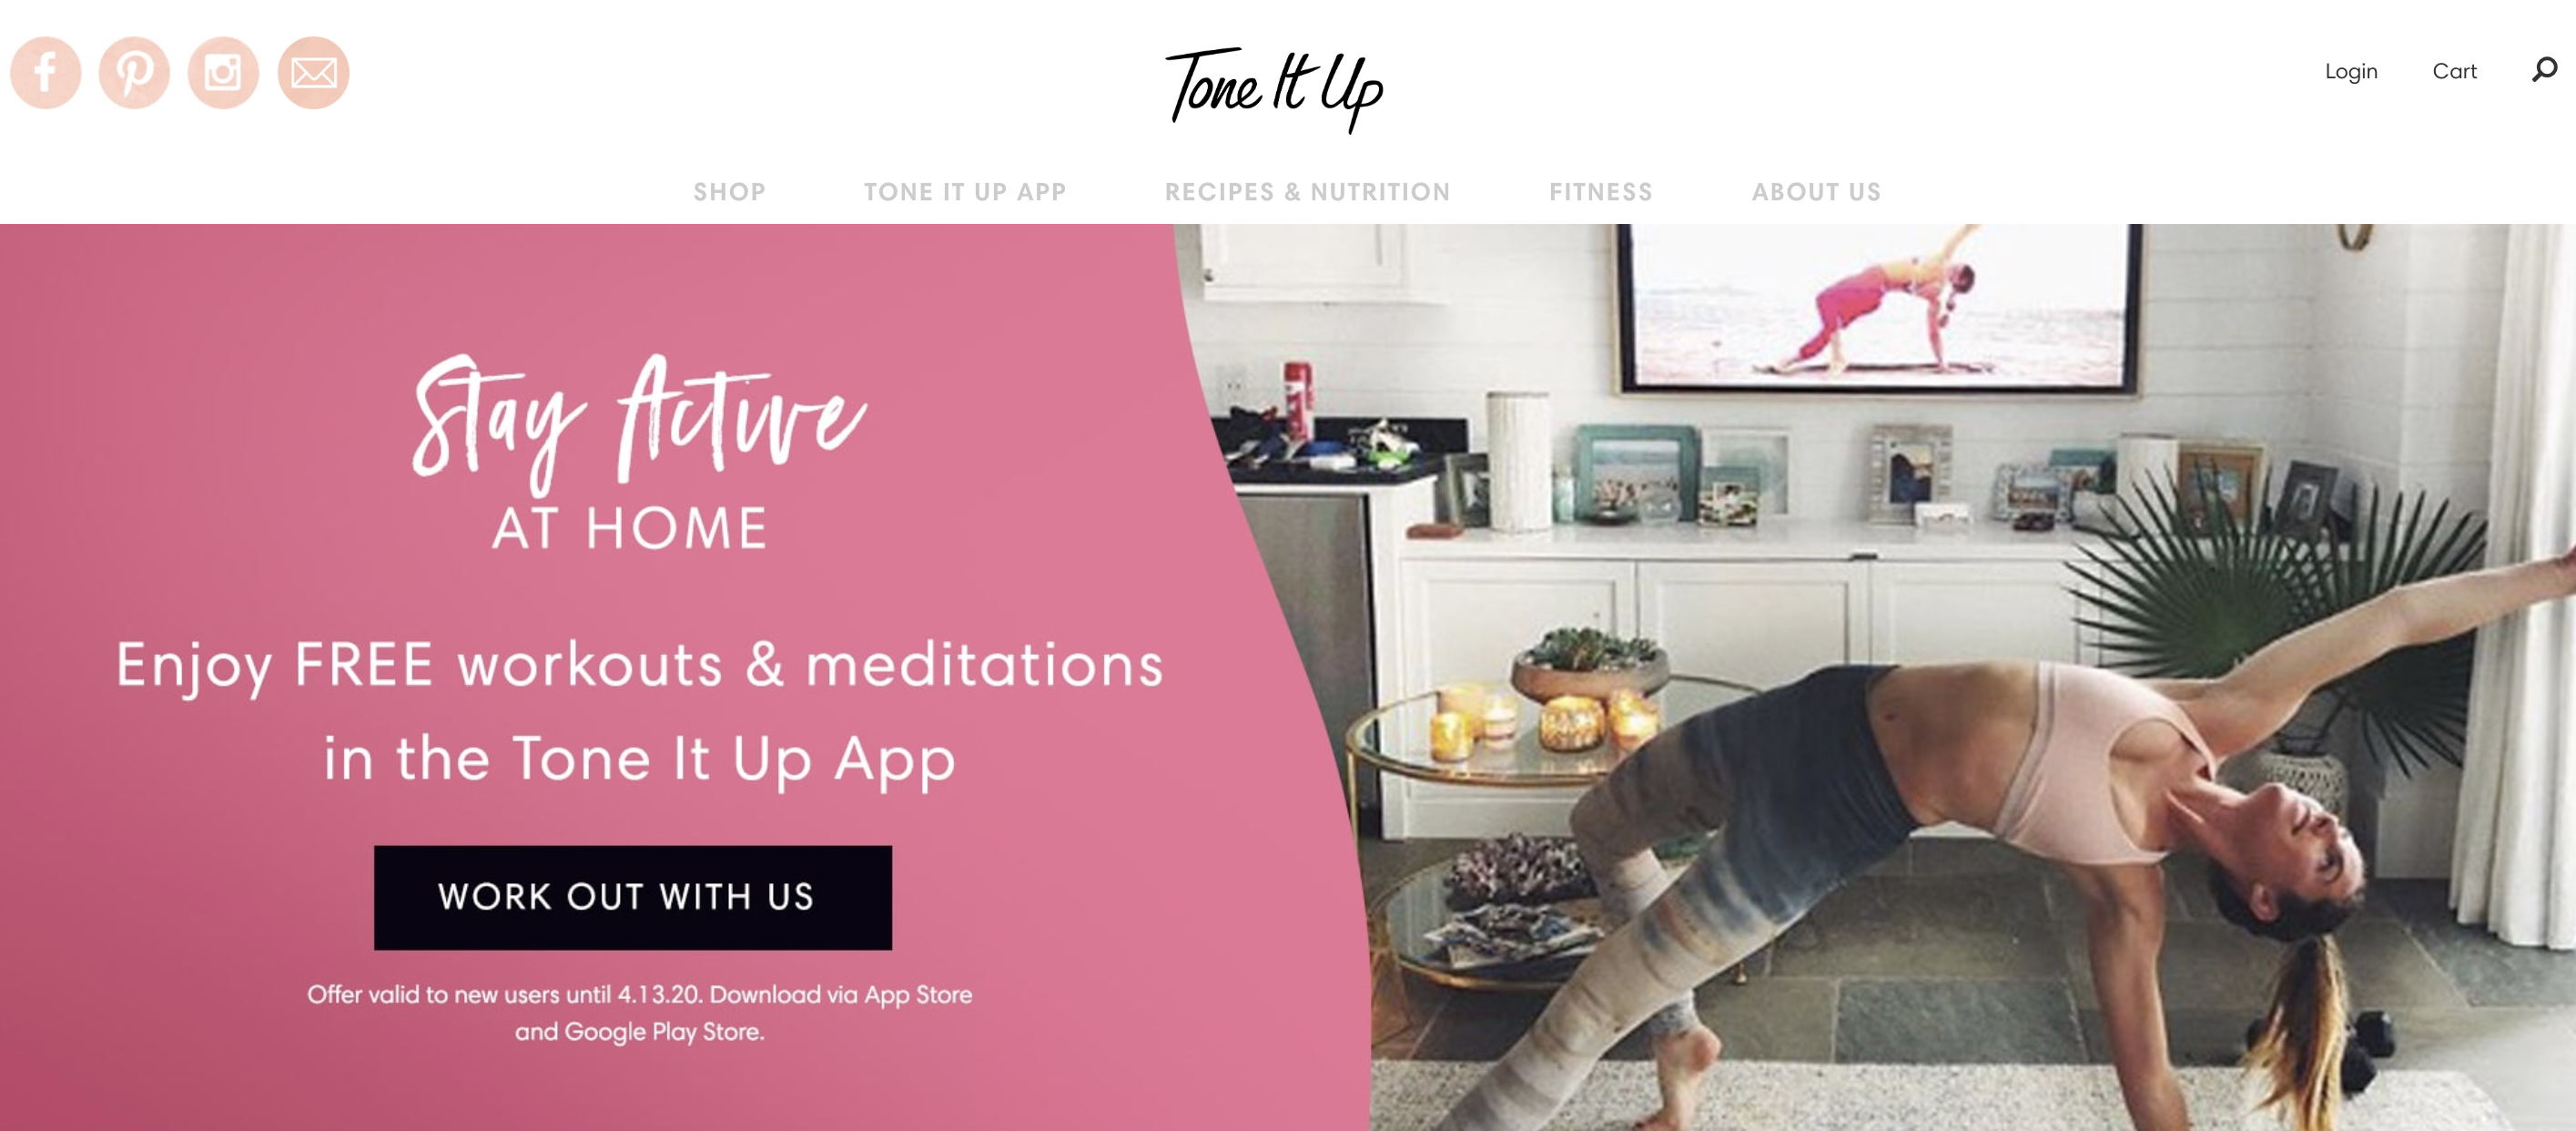 Tone It Up
Login
Cart
SHOP
TONE IT UP APP
RECIPES & NUTRITION
FITNESS
ABOUT US
Stay Active
AT HOME
Enjoy FREE workouts & meditations
in the Tone It Up App
WORK OUT WITH US
Offer valid to new users until 4.13.20. Download via App Store
and Google Play Store.